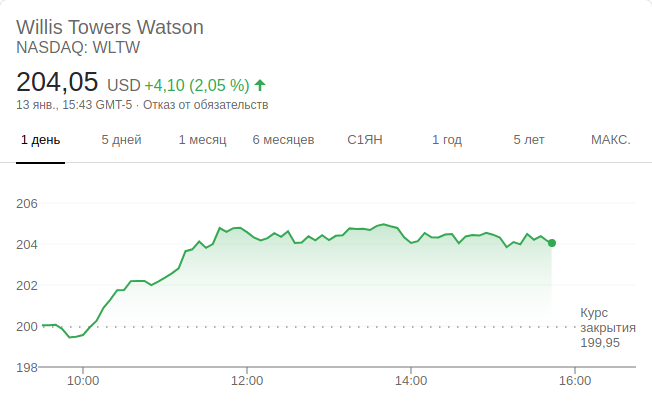 Willis Towers Watson
NASDAQ: WLTW
204,05 USD +4,10 (2,05 %)
13 янв., 15:43 GMT-5 · Отказ от обязательств
1 день 5 дней 1 месяц 6 месяцев С1ЯН 1 год 5 лет МАКС.
206
204
202
200
198
Курс
закрытия
199,95
10:00 12:00 14:00 16:00